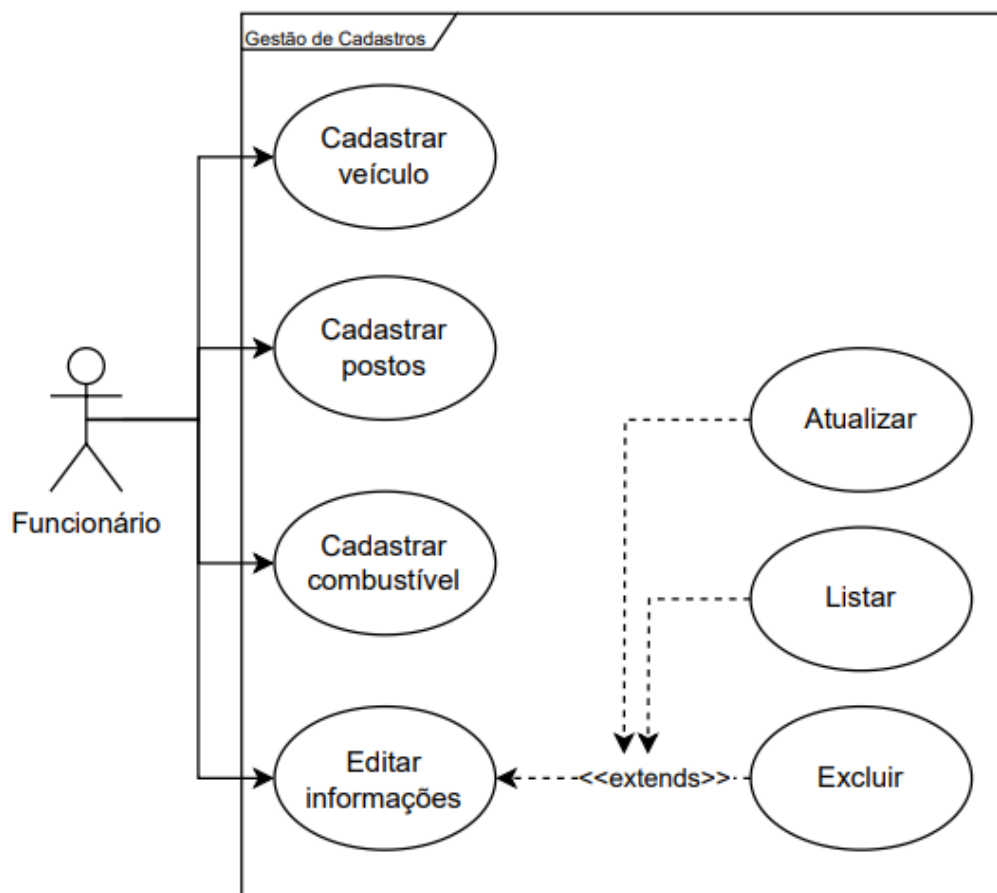 Gestão de Cadastros
Cadastrar
veículo
Cadastrar
postos
Atualizar
Funcionário
Cadastrar
combustível
Listar
Editar
informações
<<extends>>
Excluir